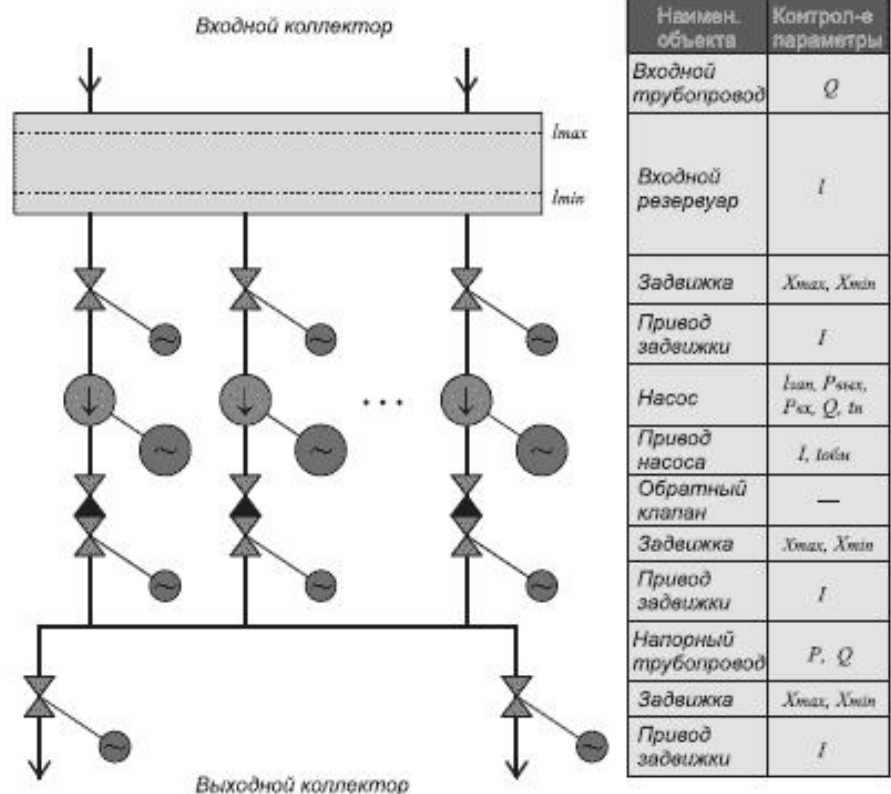 Входной коллектор
lmax
lmin
Выходной коллектор
Наимен. объекта
Контрол-е параметры
Входной трубопровод
Q
Входной резервуар
l
Задвижка
Xmax, Xmin
Привод задвижки
I
Насос
lзап, Pвых,
Pвх, Q, tп
Привод насоса
I, tобм
Обратный клапан
—
Задвижка
Xmax, Xmin
Привод задвижки
I
Напорный трубопровод
P, Q
Задвижка
Xmax, Xmin
Привод задвижки
I